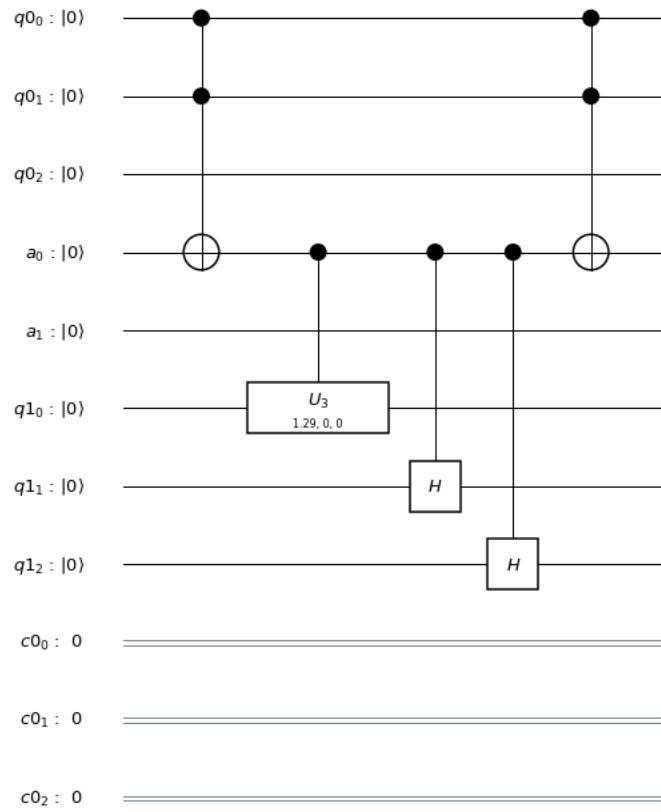 q0₀ : |0⟩
q0₁ : |0⟩
q0₂ : |0⟩
a₀ : |0⟩
a₁ : |0⟩
U₃
q1₀ : |0⟩
1.29, 0, 0
q1₁ : |0⟩ H
q1₂ : |0⟩ H
c0₀ : 0
c0₁ : 0
c0₂ : 0